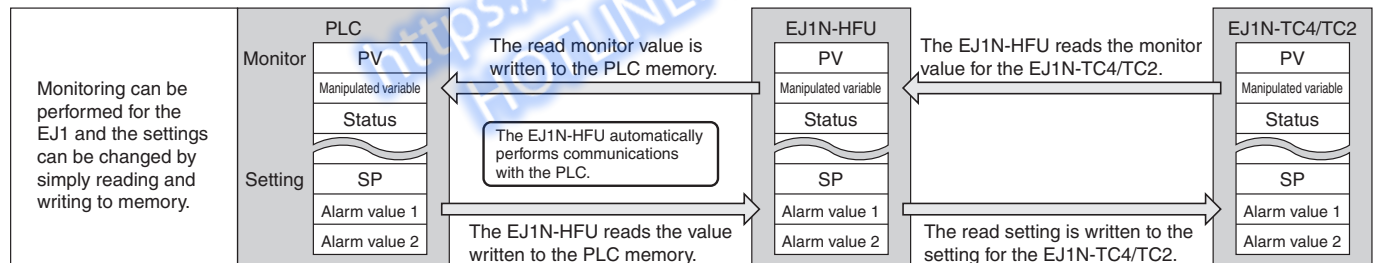 Monitoring can be
performed for the
EJ1 and the settings
can be changed by
simply reading and
writing to memory.
PLC
Monitor
PV
Manipulated variable
Status
Setting
SP
Alarm value 1
Alarm value 2
The read monitor value is
written to the PLC memory.
The EJ1N-HFU automatically
performs communications
with the PLC.
The EJ1N-HFU reads the value
written to the PLC memory.
EJ1N-HFU
PV
Manipulated variable
Status
SP
Alarm value 1
Alarm value 2
The EJ1N-HFU reads the monitor
value for the EJ1N-TC4/TC2.
The read setting is written to the
setting for the EJ1N-TC4/TC2.
EJ1N-TC4/TC2
PV
Manipulated variable
Status
SP
Alarm value 1
Alarm value 2